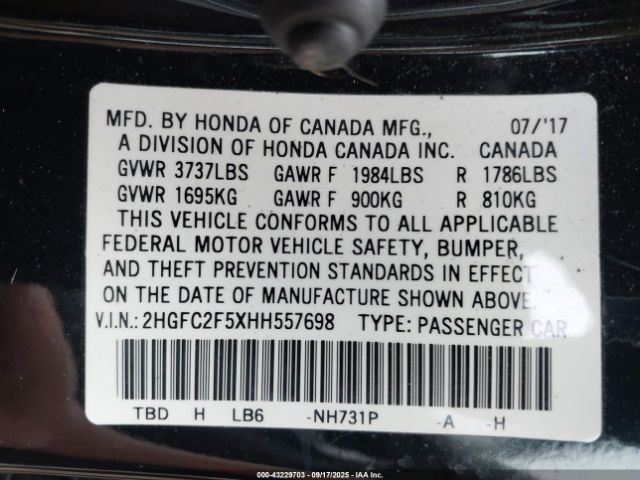 MFD. BY HONDA OF CANADA MFG., 07/'17
A DIVISION OF HONDA CANADA INC. CANADA
GVWR 3737LBS GAWR F 1984LBS R 1786LBS
GVWR 1695KG GAWR F 900KG R 810KG
THIS VEHICLE CONFORMS TO ALL APPLICABLE
FEDERAL MOTOR VEHICLE SAFETY, BUMPER,
AND THEFT PREVENTION STANDARDS IN EFFECT
ON THE DATE OF MANUFACTURE SHOWN ABOVE.
V.I.N.: 2HGFC2F5XHH557698 TYPE: PASSENGER CAR
TBD H LB6 -NH731P -A -H
000-43229703 - 09/17/2025 - IAA Inc.